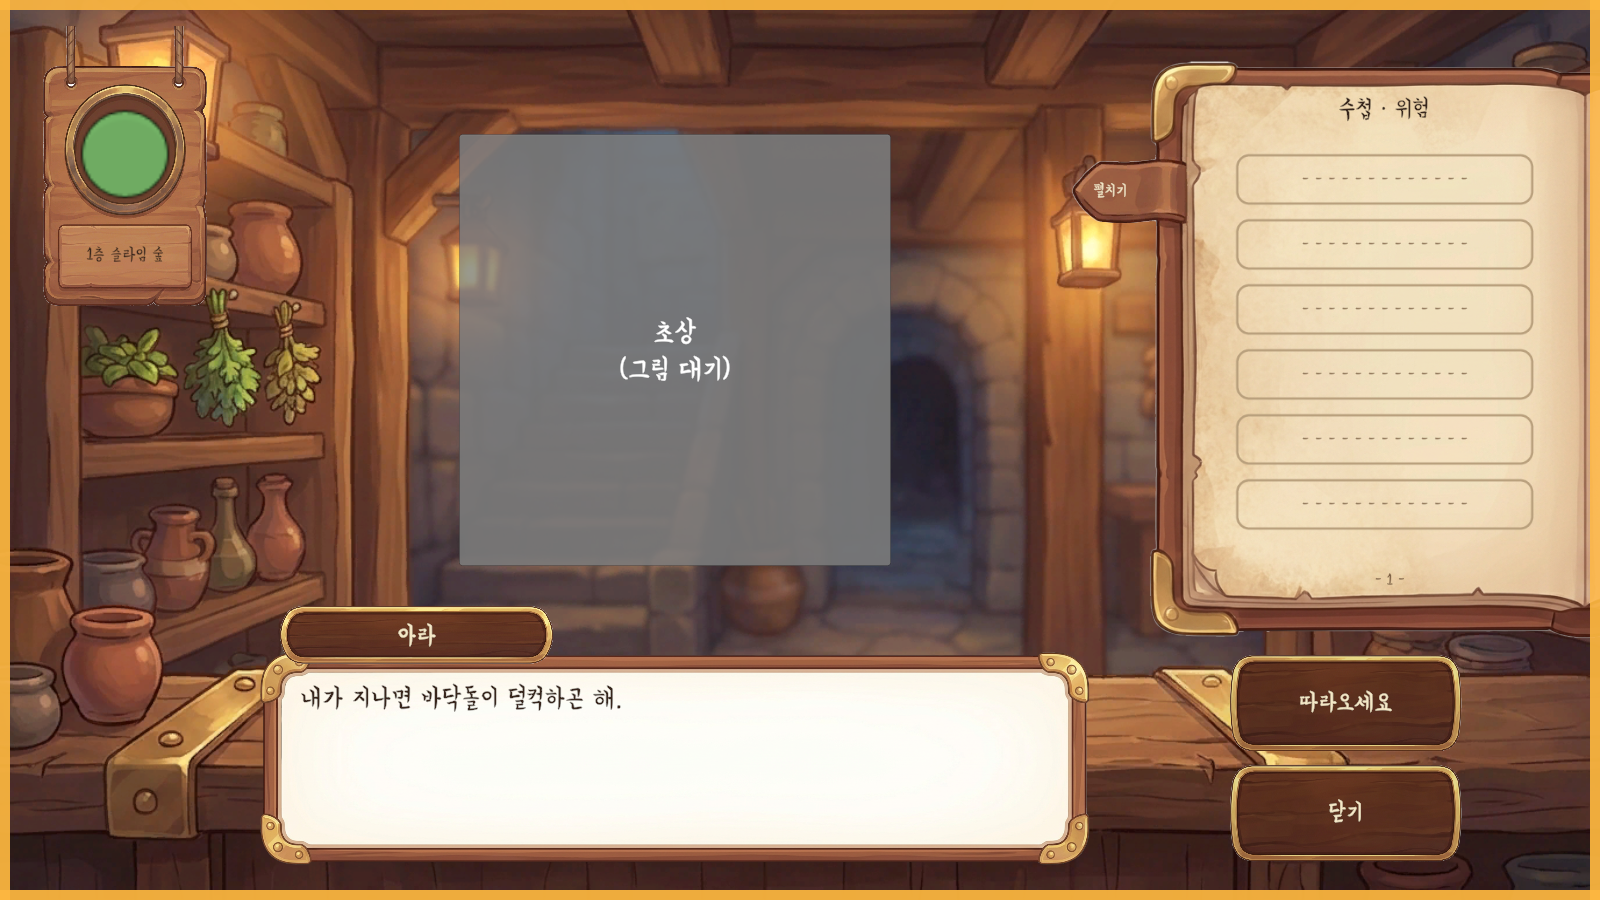 1층 슬라임 숲
초상
(그림 대기)
수첩 · 위험
펼치기
- - - - - - - - - - - -
- - - - - - - - - - - -
- - - - - - - - - - - -
- - - - - - - - - - - -
- - - - - - - - - - - -
- - - - - - - - - - - -
- 1 -
아라
내가 지나면 바닥돌이 덜컥하곤 해.
따라오세요
닫기